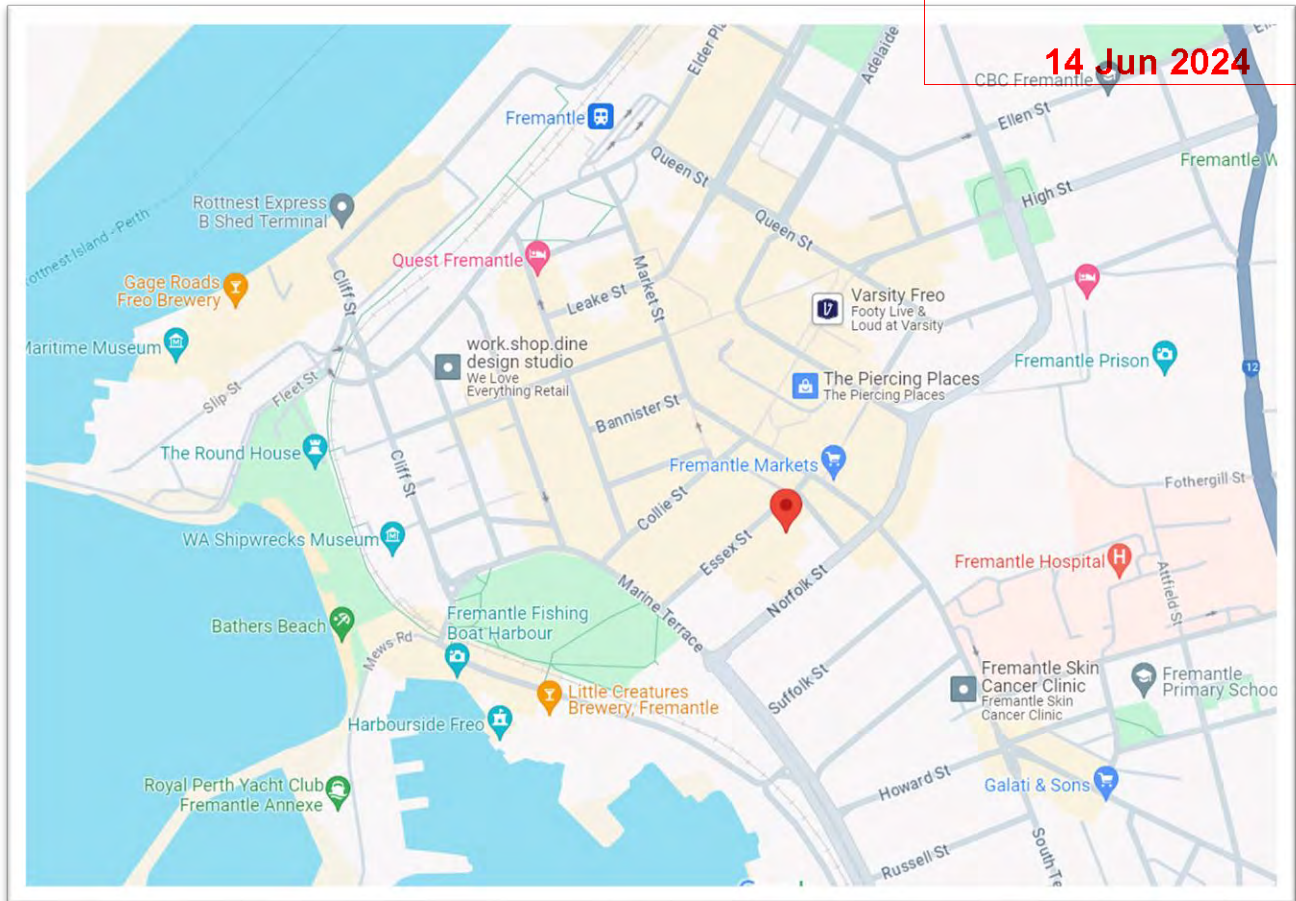 14 Jun 2024
Elder Pla
Adelaide
CBC Fremantle
Ellen St
Fremantle
Queen St
Fremantle W
High St
Rottnest Express
B Shed Terminal
Queen St
ottnest Island - Perth
Quest Fremantle
Market St
Cliff St
Gage Roads
Freo Brewery
Leake St
Varsity Freo
Footy Live &
Loud at Varsity
Maritime Museum
work.shop.dine
design studio
We Love
Everything Retail
Fremantle Prison
12
Slip St
Fleet St
The Piercing Places
The Piercing Places
Bannister St
The Round House
Cliff St
Fremantle Markets
Fothergill St
Collie St
WA Shipwrecks Museum
Essex St
Fremantle Hospital
H
Attfield St
Norfolk St
Marine Terrace
Bathers Beach
Mews Rd
Fremantle Fishing
Boat Harbour
Suffolk St
Fremantle Skin
Cancer Clinic
Fremantle Skin
Cancer Clinic
Fremantle
Primary Schoo
Little Creatures
Brewery, Fremantle
Harbourside Freo
Royal Perth Yacht Club
Fremantle Annexe
Howard St
Galati & Sons
Russell St
South Te